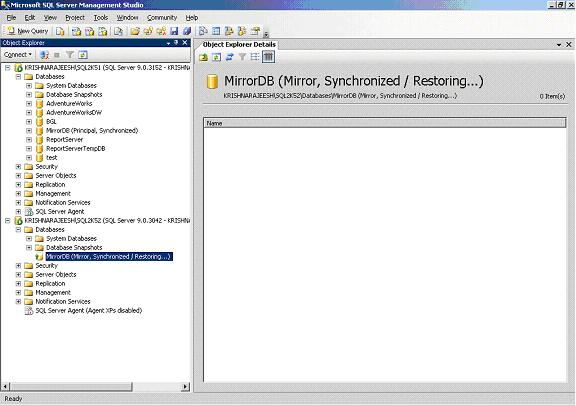 Microsoft SQL Server Management Studio
File Edit View Project Tools Window Community Help
New Query
Object Explorer
Connect
KRISHNARAJEESH\SQL2K51 (SQL Server 9.0.3152 - KRISHNA
Databases
System Databases
Database Snapshots
AdventureWorks
AdventureWorksDW
BGL
MirrorDB (Principal, Synchronized)
ReportServer
ReportServerTempDB
test
Security
Server Objects
Replication
Management
Notification Services
SQL Server Agent
KRISHNARAJEESH\SQL2K52 (SQL Server 9.0.3042 - KRISHNA
Databases
System Databases
Database Snapshots
MirrorDB (Mirror, Synchronized / Restoring...)
Security
Server Objects
Replication
Management
Notification Services
SQL Server Agent (Agent XPs disabled)
Object Explorer Details
MirrorDB (Mirror, Synchronized / Restoring...)
KRISHNARAJEESH\SQL2K52\Databases\MirrorDB (Mirror, Synchronized / Restoring...)
0 Item(s)
Name
Ready